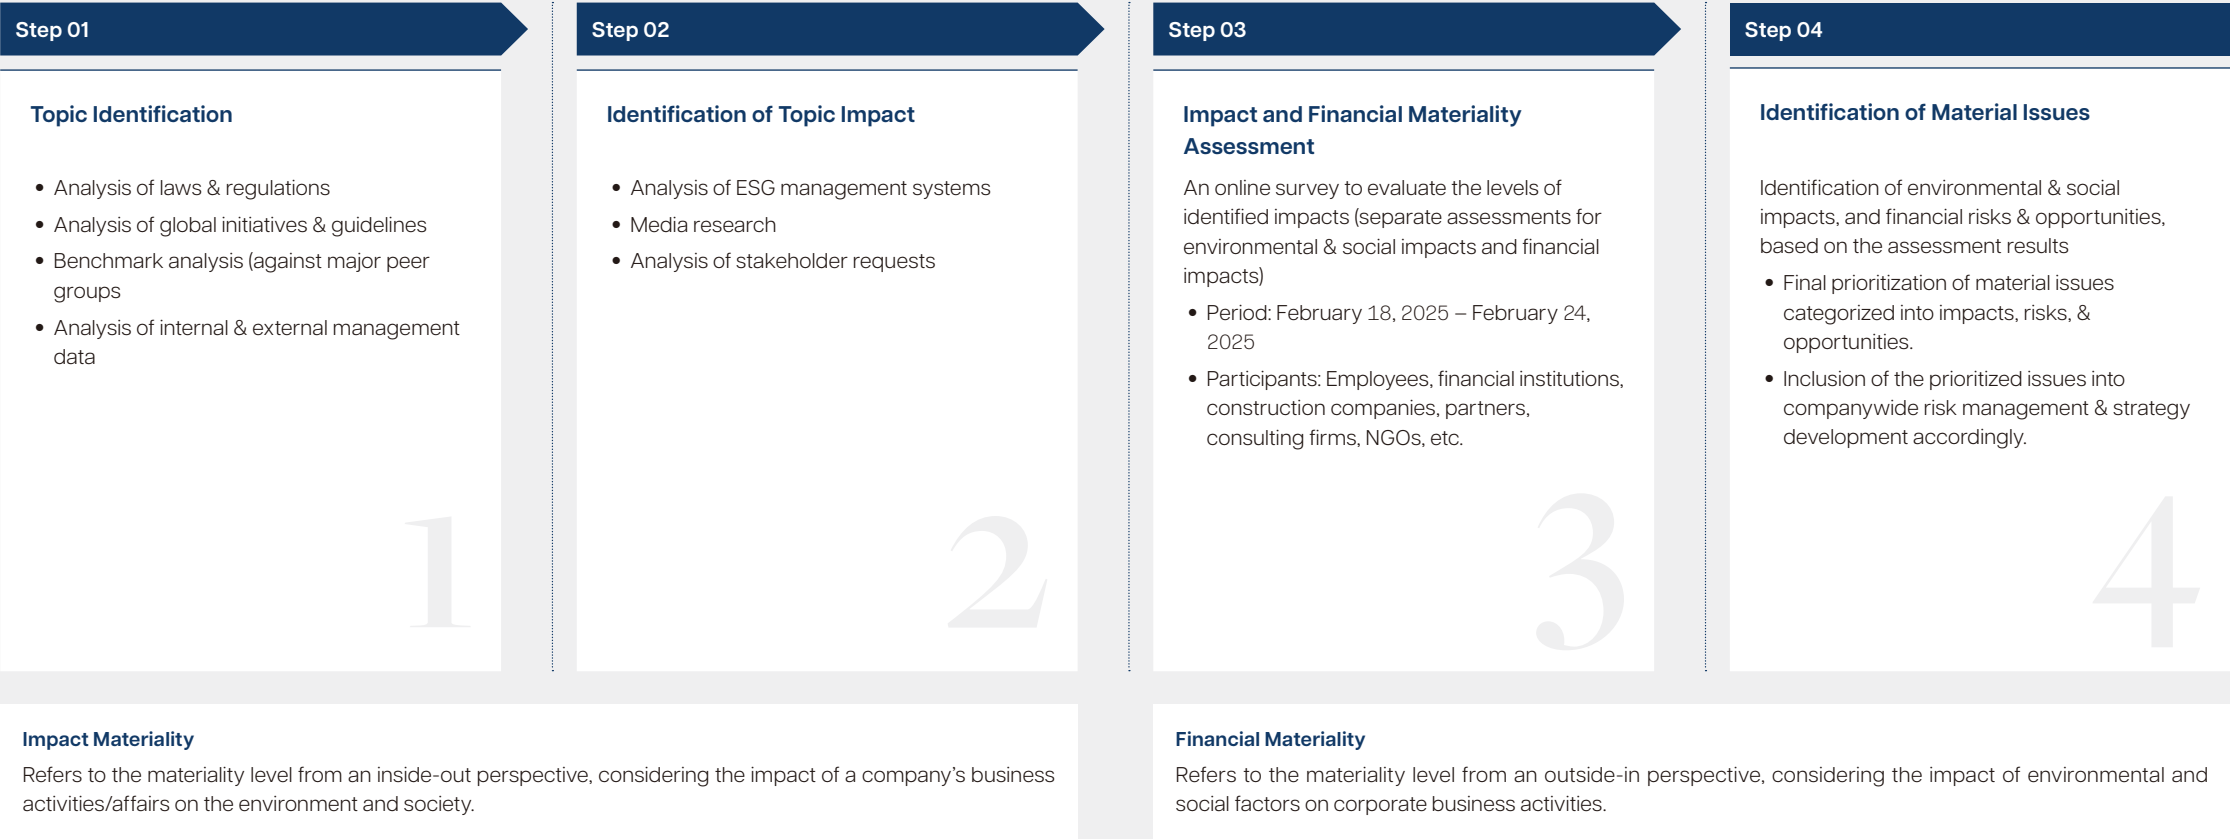 Step 01
Topic Identification
• Analysis of laws & regulations
• Analysis of global initiatives & guidelines
• Benchmark analysis (against major peer
groups
• Analysis of internal & external management
data
1
Step 02
Identification of Topic Impact
• Analysis of ESG management systems
• Media research
• Analysis of stakeholder requests
2
Step 03
Impact and Financial Materiality
Assessment
An online survey to evaluate the levels of
identified impacts (separate assessments for
environmental & social impacts and financial
impacts)
• Period: February 18, 2025 – February 24,
2025
• Participants: Employees, financial institutions,
construction companies, partners,
consulting firms, NGOs, etc.
3
Step 04
Identification of Material Issues
Identification of environmental & social
impacts, and financial risks & opportunities,
based on the assessment results
• Final prioritization of material issues
categorized into impacts, risks, &
opportunities.
• Inclusion of the prioritized issues into
companywide risk management & strategy
development accordingly.
4
Impact Materiality
Refers to the materiality level from an inside-out perspective, considering the impact of a company’s business
activities/affairs on the environment and society.
Financial Materiality
Refers to the materiality level from an outside-in perspective, considering the impact of environmental and
social factors on corporate business activities.